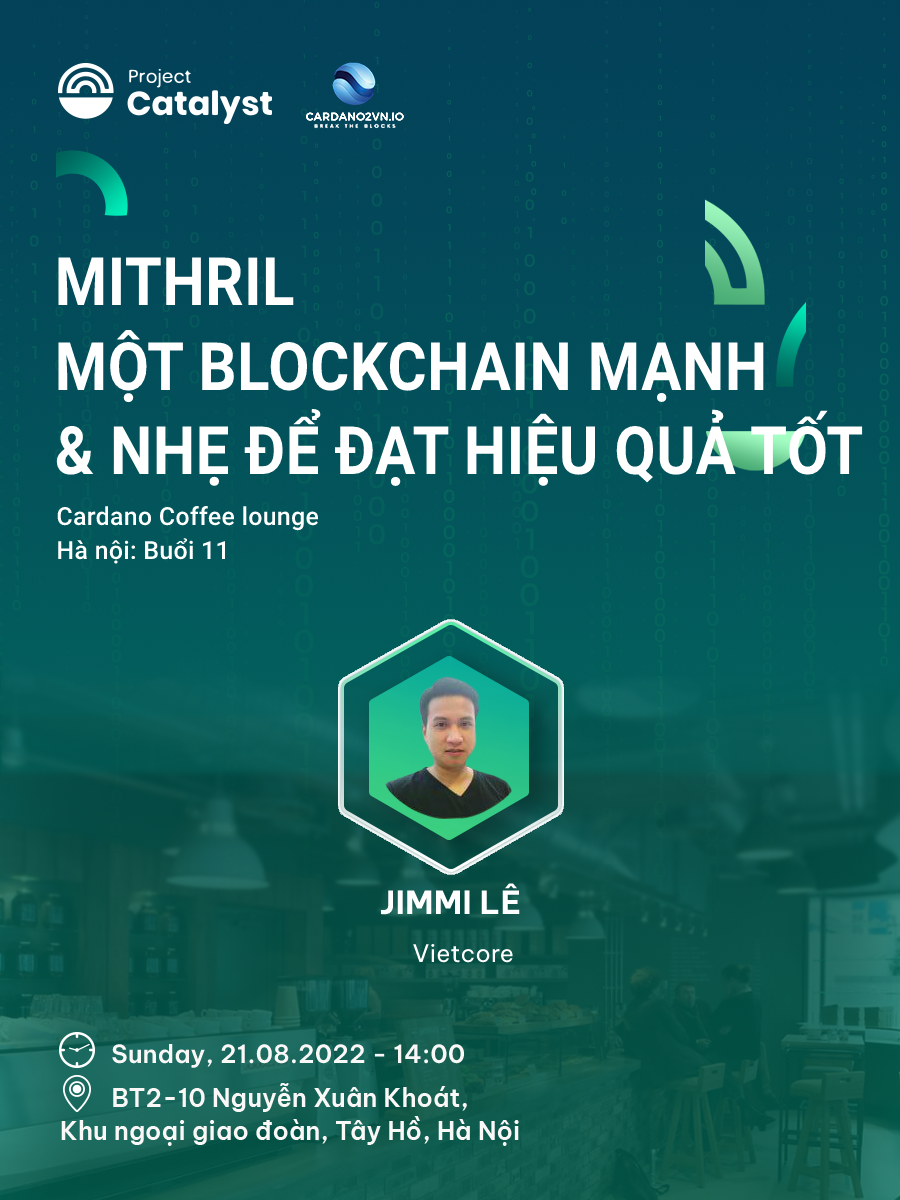 Project
Catalyst
CARDANO2VN.IO
BREAK THE BLOCKS
MITHRIL
MỘT BLOCKCHAIN MẠNH
& NHẸ ĐỂ ĐẠT HIỆU QUẢ TỐT
Cardano Coffee lounge
Hà nội: Buổi 11
JIMMI LÊ
Vietcore
Sunday, 21.08.2022 - 14:00
BT2-10 Nguyễn Xuân Khoát,
Khu ngoại giao đoàn, Tây Hồ, Hà Nội